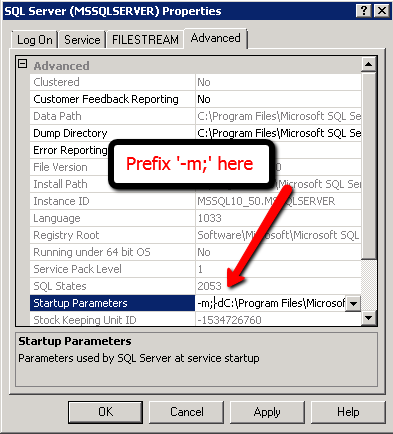 SQL Server (MSSQLSERVER) Properties ? X
Log On Service FILESTREAM Advanced
Advanced
Clustered No
Customer Feedback Reporting No
Data Path C:\Program Files\Microsoft SQL Se
Dump Directory C:\Program Files\Microsoft SQL Se
Error Reporting
Prefix '-m;' here
File Version 0
Install Path Microsoft SQL Se
Instance ID MSSQL10_50.MSSQLSERVER
Language 1033
Registry Root Software\Microsoft\Microsoft SQL S
Running under 64 bit OS No
Service Pack Level 1
SQL States 2053
Startup Parameters -m;-dC:\Program Files\Microsof
Stock Keeping Unit ID -1534726760
Startup Parameters
Parameters used by SQL Server at service startup
OK Cancel Apply Help